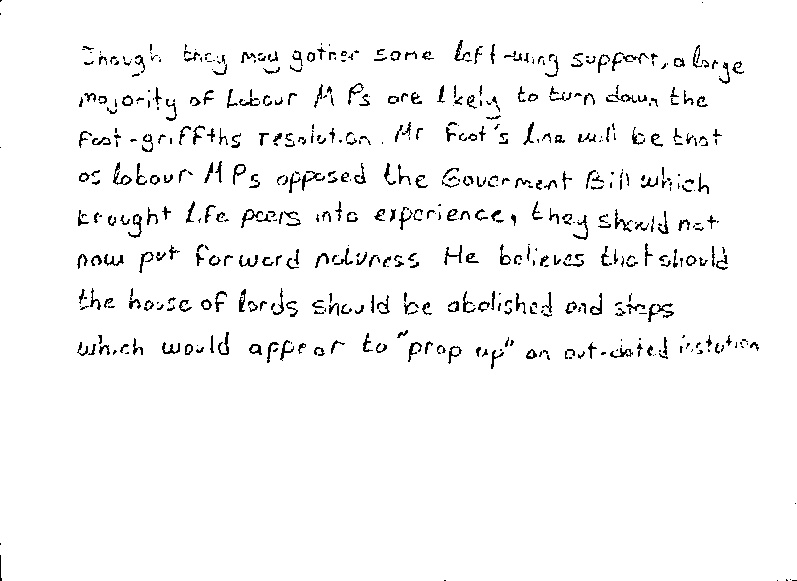 Though they may gather some left-wing support, a large
majority of Labour M Ps are likely to turn down the
Foot-griffths resolution. Mr Foot's line will be that
as labour M Ps opposed the Goverment Bill which
brought life peers into experience, they should not
now put forward
He believes that should
the house of lords should be abolished and steps
which would appear to "prop up" an out-dated instution